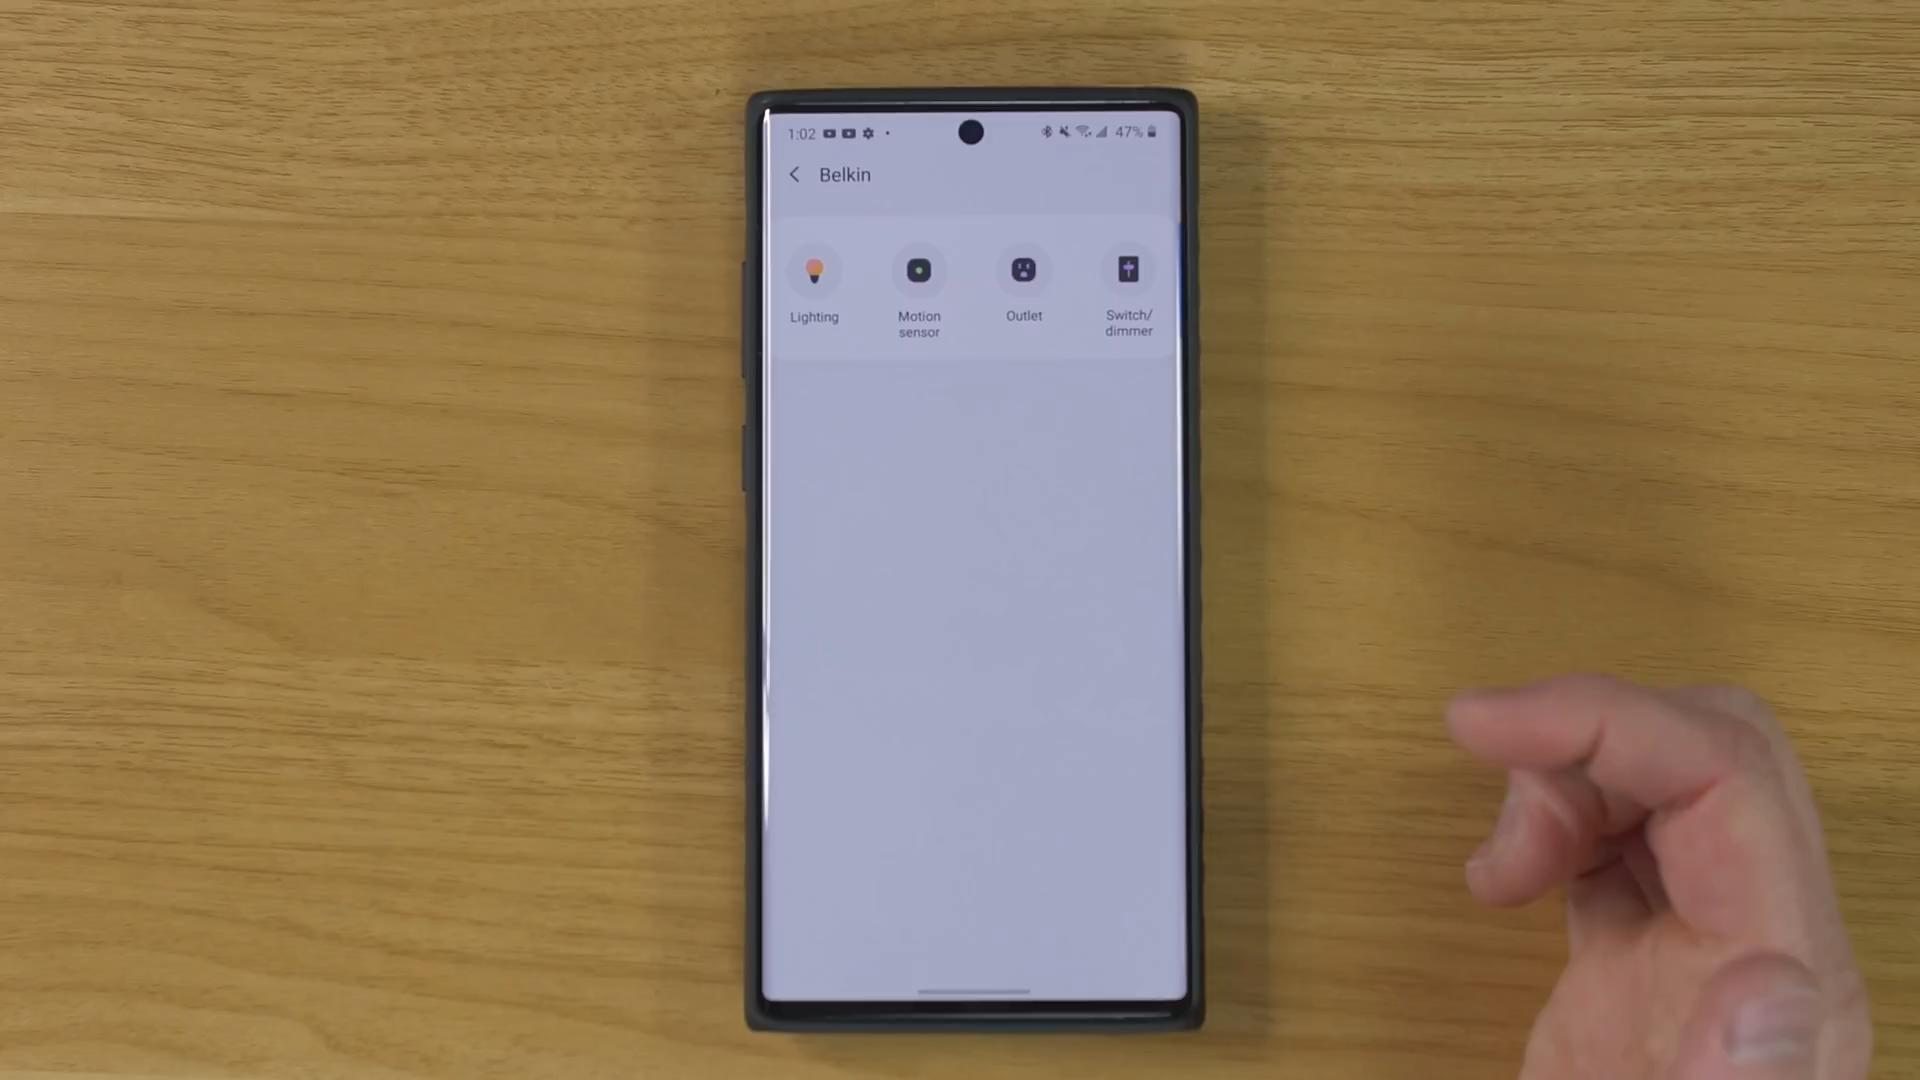 1:02 47%
Belkin
Lighting
Motion
sensor
Outlet
Switch/
dimmer